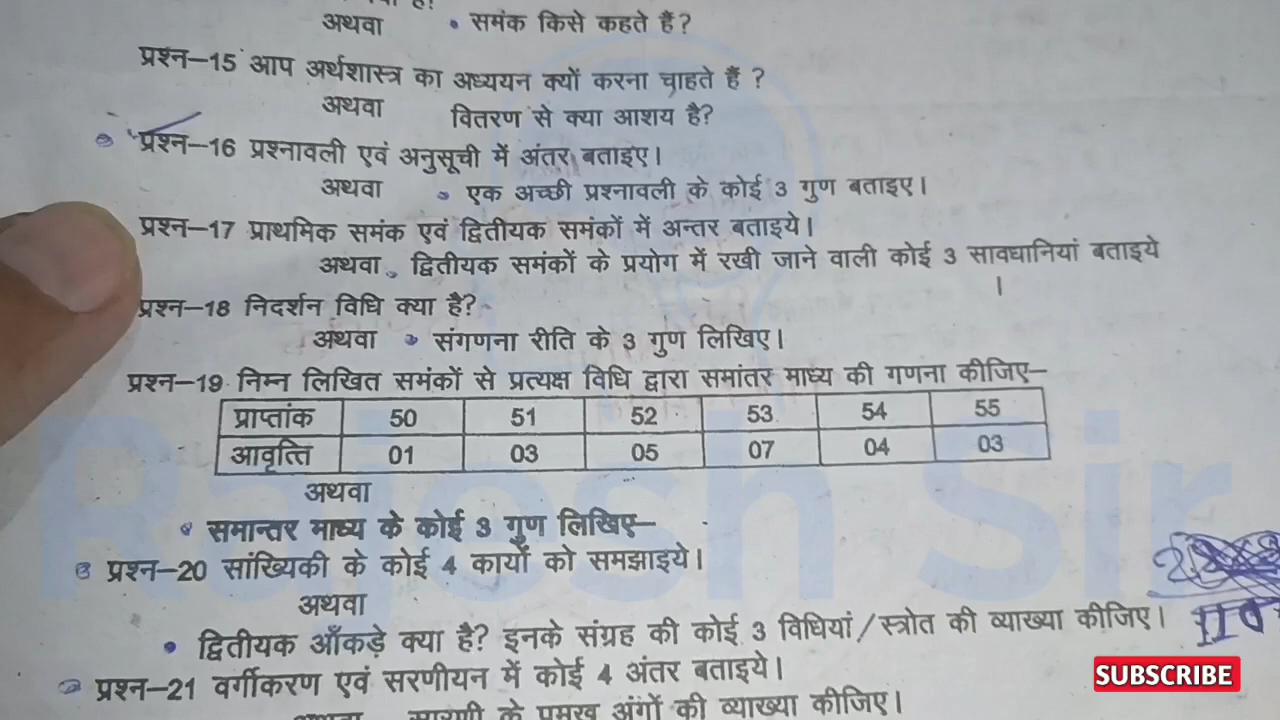 अथवा • समंक किसे कहते हैं?
प्रश्न–15 आप अर्थशास्त्र का अध्ययन क्यों करना चाहते हैं ?
अथवा वितरण से क्या आशय है?
प्रश्न–16 प्रश्नावली एवं अनुसूची में अंतर बताइए।
अथवा एक अच्छी प्रश्नावली के कोई 3 गुण बताइए।
प्रश्न–17 प्राथमिक समंक एवं द्वितीयक समंकों में अन्तर बताइये।
अथवा द्वितीयक समंकों के प्रयोग में रखी जाने वाली कोई 3 सावधानियां बताइये
।
प्रश्न–18 निदर्शन विधि क्या है?
अथवा संगणना रीति के 3 गुण लिखिए।
प्रश्न–19 निम्न लिखित समंकों से प्रत्यक्ष विधि द्वारा समांतर माध्य की गणना कीजिए–
प्राप्तांक 50 51 52 53 54 55
आवृत्ति 01 03 05 07 04 03
अथवा
समान्तर माध्य के कोई 3 गुण लिखिए–
प्रश्न–20 सांख्यिकी के कोई 4 कार्यों को समझाइये।
अथवा
• द्वितीयक आँकड़े क्या है? इनके संग्रह की कोई 3 विधियां/स्त्रोत की व्याख्या कीजिए।
प्रश्न–21 वर्गीकरण एवं सरणीयन में कोई 4 अंतर बताइये।
अथवा सारणी के प्रमुख अंगों की व्याख्या कीजिए।
Rajesh Sir
SUBSCRIBE